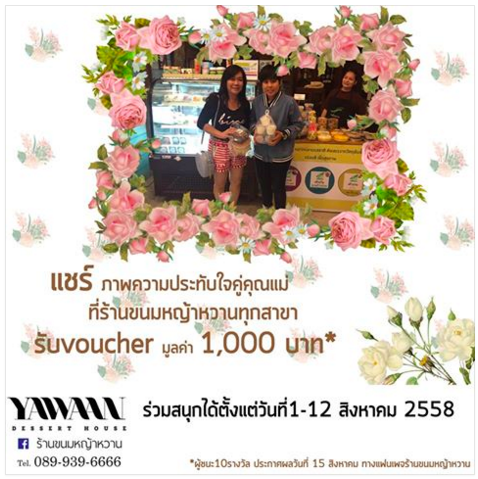 แชร์ ภาพความประทับใจคู่คุณแม่
ที่ร้านขนมหญ้าหวานทุกสาขา
รับvoucher มูลค่า 1,000 บาท*
YAWAAN
DESSERT HOUSE
ร้านขนมหญ้าหวาน
Tel. 089-939-6666
ร่วมสนุกได้ตั้งแต่วันที่1-12 สิงหาคม 2558
*ผู้ชนะ10รางวัล ประกาศผลวันที่ 15 สิงหาคม ทางแฟนเพจร้านขนมหญ้าหวาน